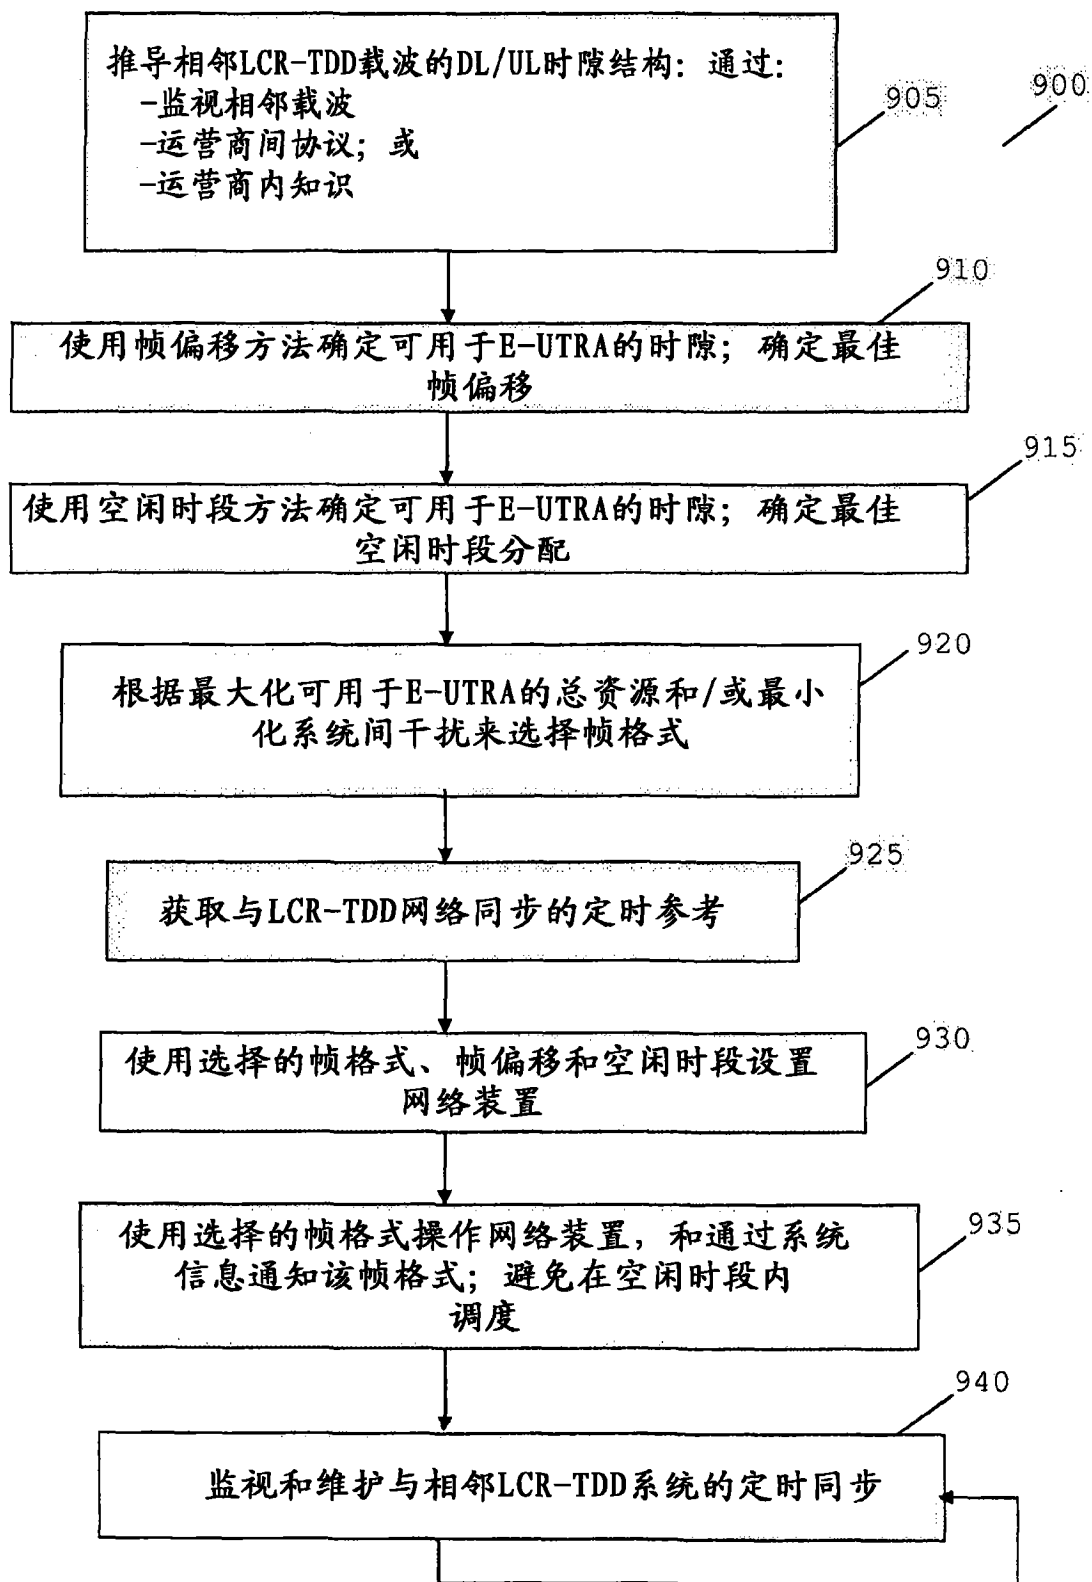 推导相邻LCR-TDD载波的DL/UL时隙结构: 通过:
-监视相邻载波
-运营商间协议; 或
-运营商内知识
905
900
910
使用帧偏移方法确定可用于E-UTRA的时隙; 确定最佳
帧偏移
915
使用空闲时段方法确定可用于E-UTRA的时隙; 确定最佳
空闲时段分配
920
根据最大化可用于E-UTRA的总资源和/或最小
化系统间干扰来选择帧格式
925
获取与LCR-TDD网络同步的定时参考
930
使用选择的帧格式、帧偏移和空闲时段设置
网络装置
935
使用选择的帧格式操作网络装置, 和通过系统
信息通知该帧格式; 避免在空闲时段内
调度
940
监视和维护与相邻LCR-TDD系统的定时同步